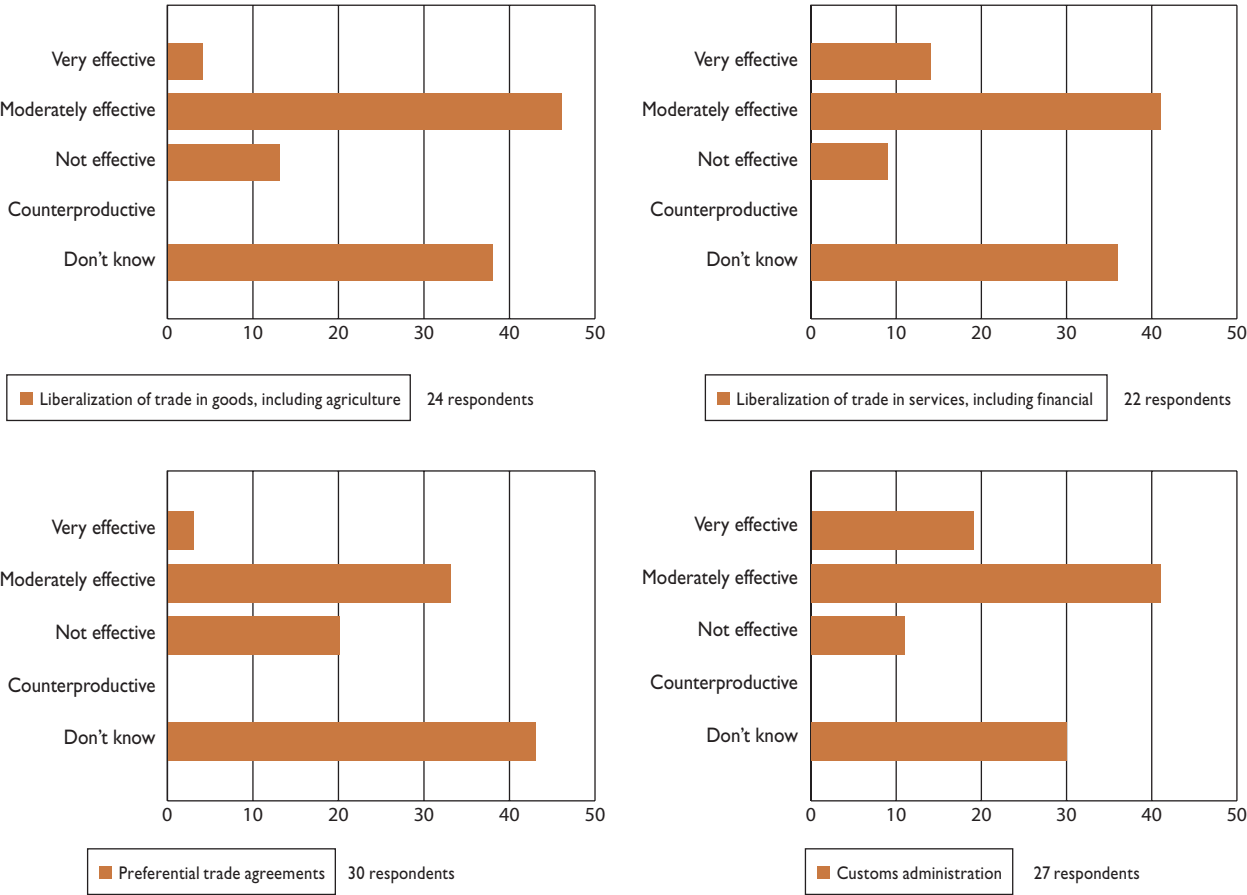 Very effective
Moderately effective
Not effective
Counterproductive
Don't know
0 10 20 30 40 50
Liberalization of trade in goods, including agriculture 24 respondents
Very effective
Moderately effective
Not effective
Counterproductive
Don't know
0 10 20 30 40 50
Liberalization of trade in services, including financial 22 respondents
Very effective
Moderately effective
Not effective
Counterproductive
Don't know
0 10 20 30 40 50
Preferential trade agreements 30 respondents
Very effective
Moderately effective
Not effective
Counterproductive
Don't know
0 10 20 30 40 50
Customs administration 27 respondents